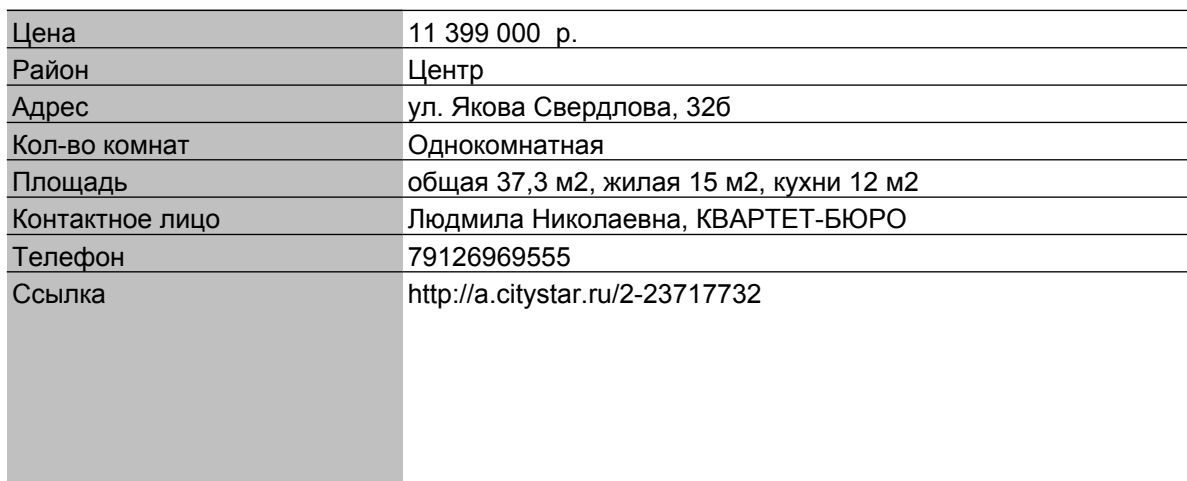 Цена 11 399 000 р.
Район Центр
Адрес ул. Якова Свердлова, 32б
Кол-во комнат Однокомнатная
Площадь общая 37,3 м2, жилая 15 м2, кухни 12 м2
Контактное лицо Людмила Николаевна, КВАРТЕТ-БЮРО
Телефон 79126969555
Ссылка http://a.citystar.ru/2-23717732